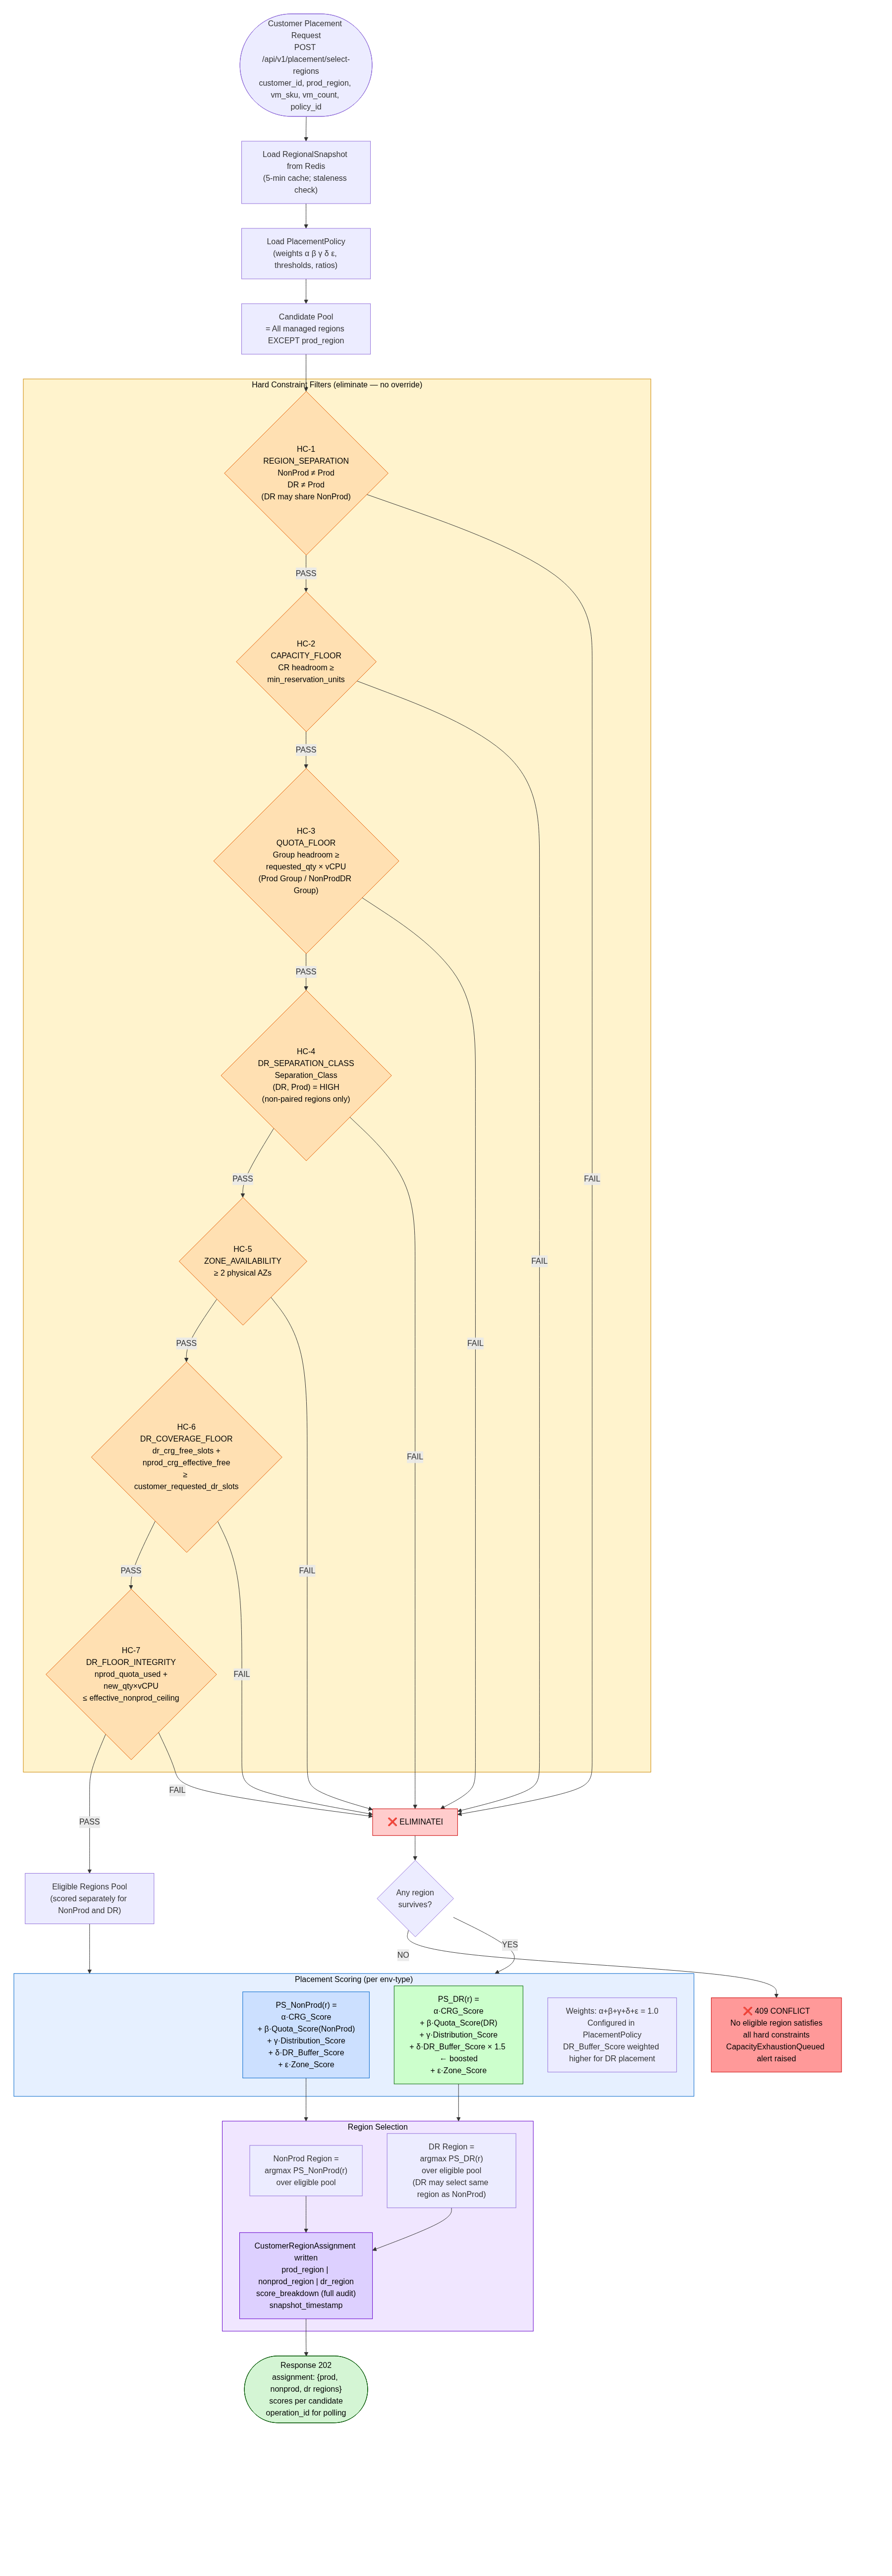 Customer Placement
Request
POST
/api/v1/placement/select-
regions
customer_id, prod_region,
vm_sku, vm_count,
policy_id
Load RegionalSnapshot
from Redis
(5-min cache; staleness
check)
Load PlacementPolicy
(weights α β γ δ ε,
thresholds, ratios)
Candidate Pool
= All managed regions
EXCEPT prod_region
Hard Constraint Filters (eliminate — no override)
HC-1
REGION_SEPARATION
NonProd ≠ Prod
DR ≠ Prod
(DR may share NonProd)
PASS
HC-2
CAPACITY_FLOOR
CR headroom ≥
min_reservation_units
PASS
HC-3
QUOTA_FLOOR
Group headroom ≥
requested_qty × vCPU
(Prod Group / NonProdDR
Group)
PASS
HC-4
DR_SEPARATION_CLASS
Separation_Class
(DR, Prod) = HIGH
(non-paired regions only)
PASS
FAIL
HC-5
ZONE_AVAILABILITY
≥ 2 physical AZs
FAIL
PASS
FAIL
HC-6
DR_COVERAGE_FLOOR
dr_crg_free_slots +
nprod_crg_effective_free
≥
customer_requested_dr_slots
FAIL
PASS
FAIL
HC-7
DR_FLOOR_INTEGRITY
nprod_quota_used +
new_qty×vCPU
≤ effective_nonprod_ceiling
FAIL
FAIL
PASS
❌ ELIMINATEI
Eligible Regions Pool
(scored separately for
NonProd and DR)
Any region
survives?
NO
YES
Placement Scoring (per env-type)
PS_NonProd(r) =
α·CRG_Score
+ β·Quota_Score(NonProd)
+ γ·Distribution_Score
+ δ·DR_Buffer_Score
+ ε·Zone_Score
PS_DR(r) =
α·CRG_Score
+ β·Quota_Score(DR)
+ γ·Distribution_Score
+ δ·DR_Buffer_Score × 1.5
← boosted
+ ε·Zone_Score
Weights: α+β+γ+δ+ε = 1.0
Configured in
PlacementPolicy
DR_Buffer_Score weighted
higher for DR placement
❌ 409 CONFLICT
No eligible region satisfies
all hard constraints
CapacityExhaustionQueued
alert raised
Region Selection
NonProd Region =
argmax PS_NonProd(r)
over eligible pool
DR Region =
argmax PS_DR(r)
over eligible pool
(DR may select same
region as NonProd)
CustomerRegionAssignment
written
prod_region |
nonprod_region | dr_region
score_breakdown (full audit)
snapshot_timestamp
Response 202
assignment: {prod,
nonprod, dr regions}
scores per candidate
operation_id for polling